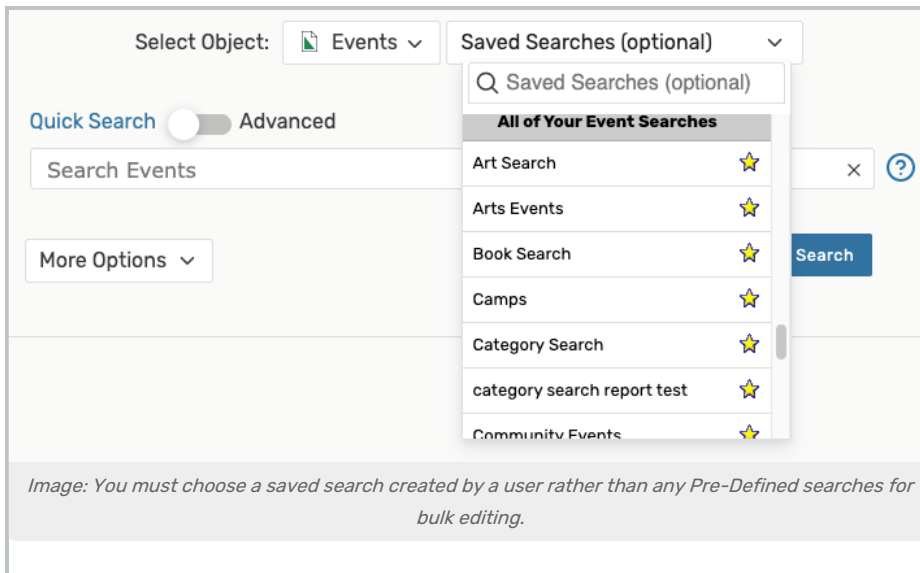 Select Object: Events Saved Searches (optional)
Saved Searches (optional)
Quick Search Advanced
All of Your Event Searches
Search Events
Art Search
Arts Events
Book Search
More Options
Search
Camps
Category Search
category search report test
Community Events
Image: You must choose a saved search created by a user rather than any Pre-Defined searches for
bulk editing.